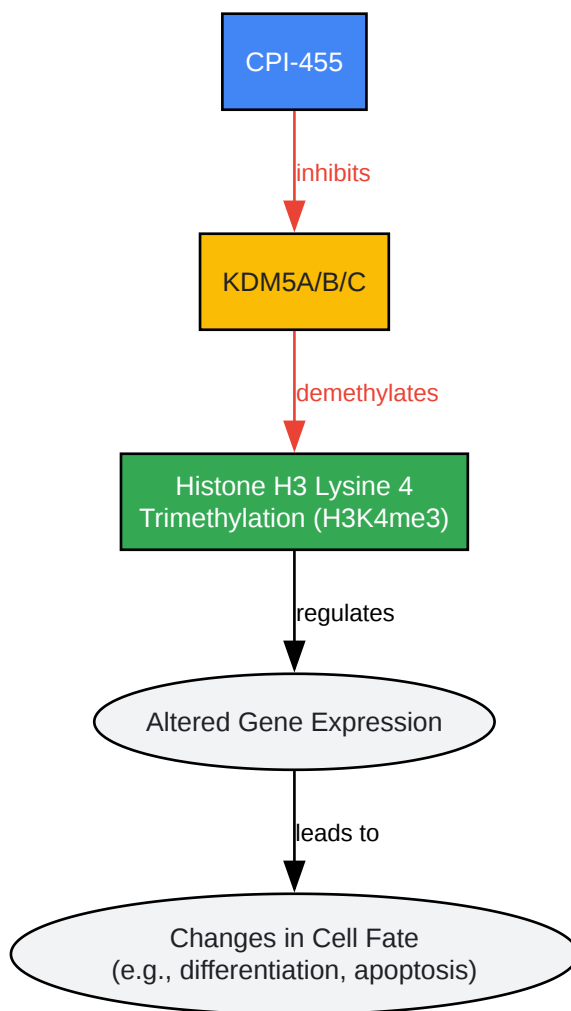 CPI-455
inhibits
KDM5A/B/C
demethylates
Histone H3 Lysine 4
Trimethylation (H3K4me3)
regulates
Altered Gene Expression
leads to
Changes in Cell Fate
(e.g., differentiation, apoptosis)